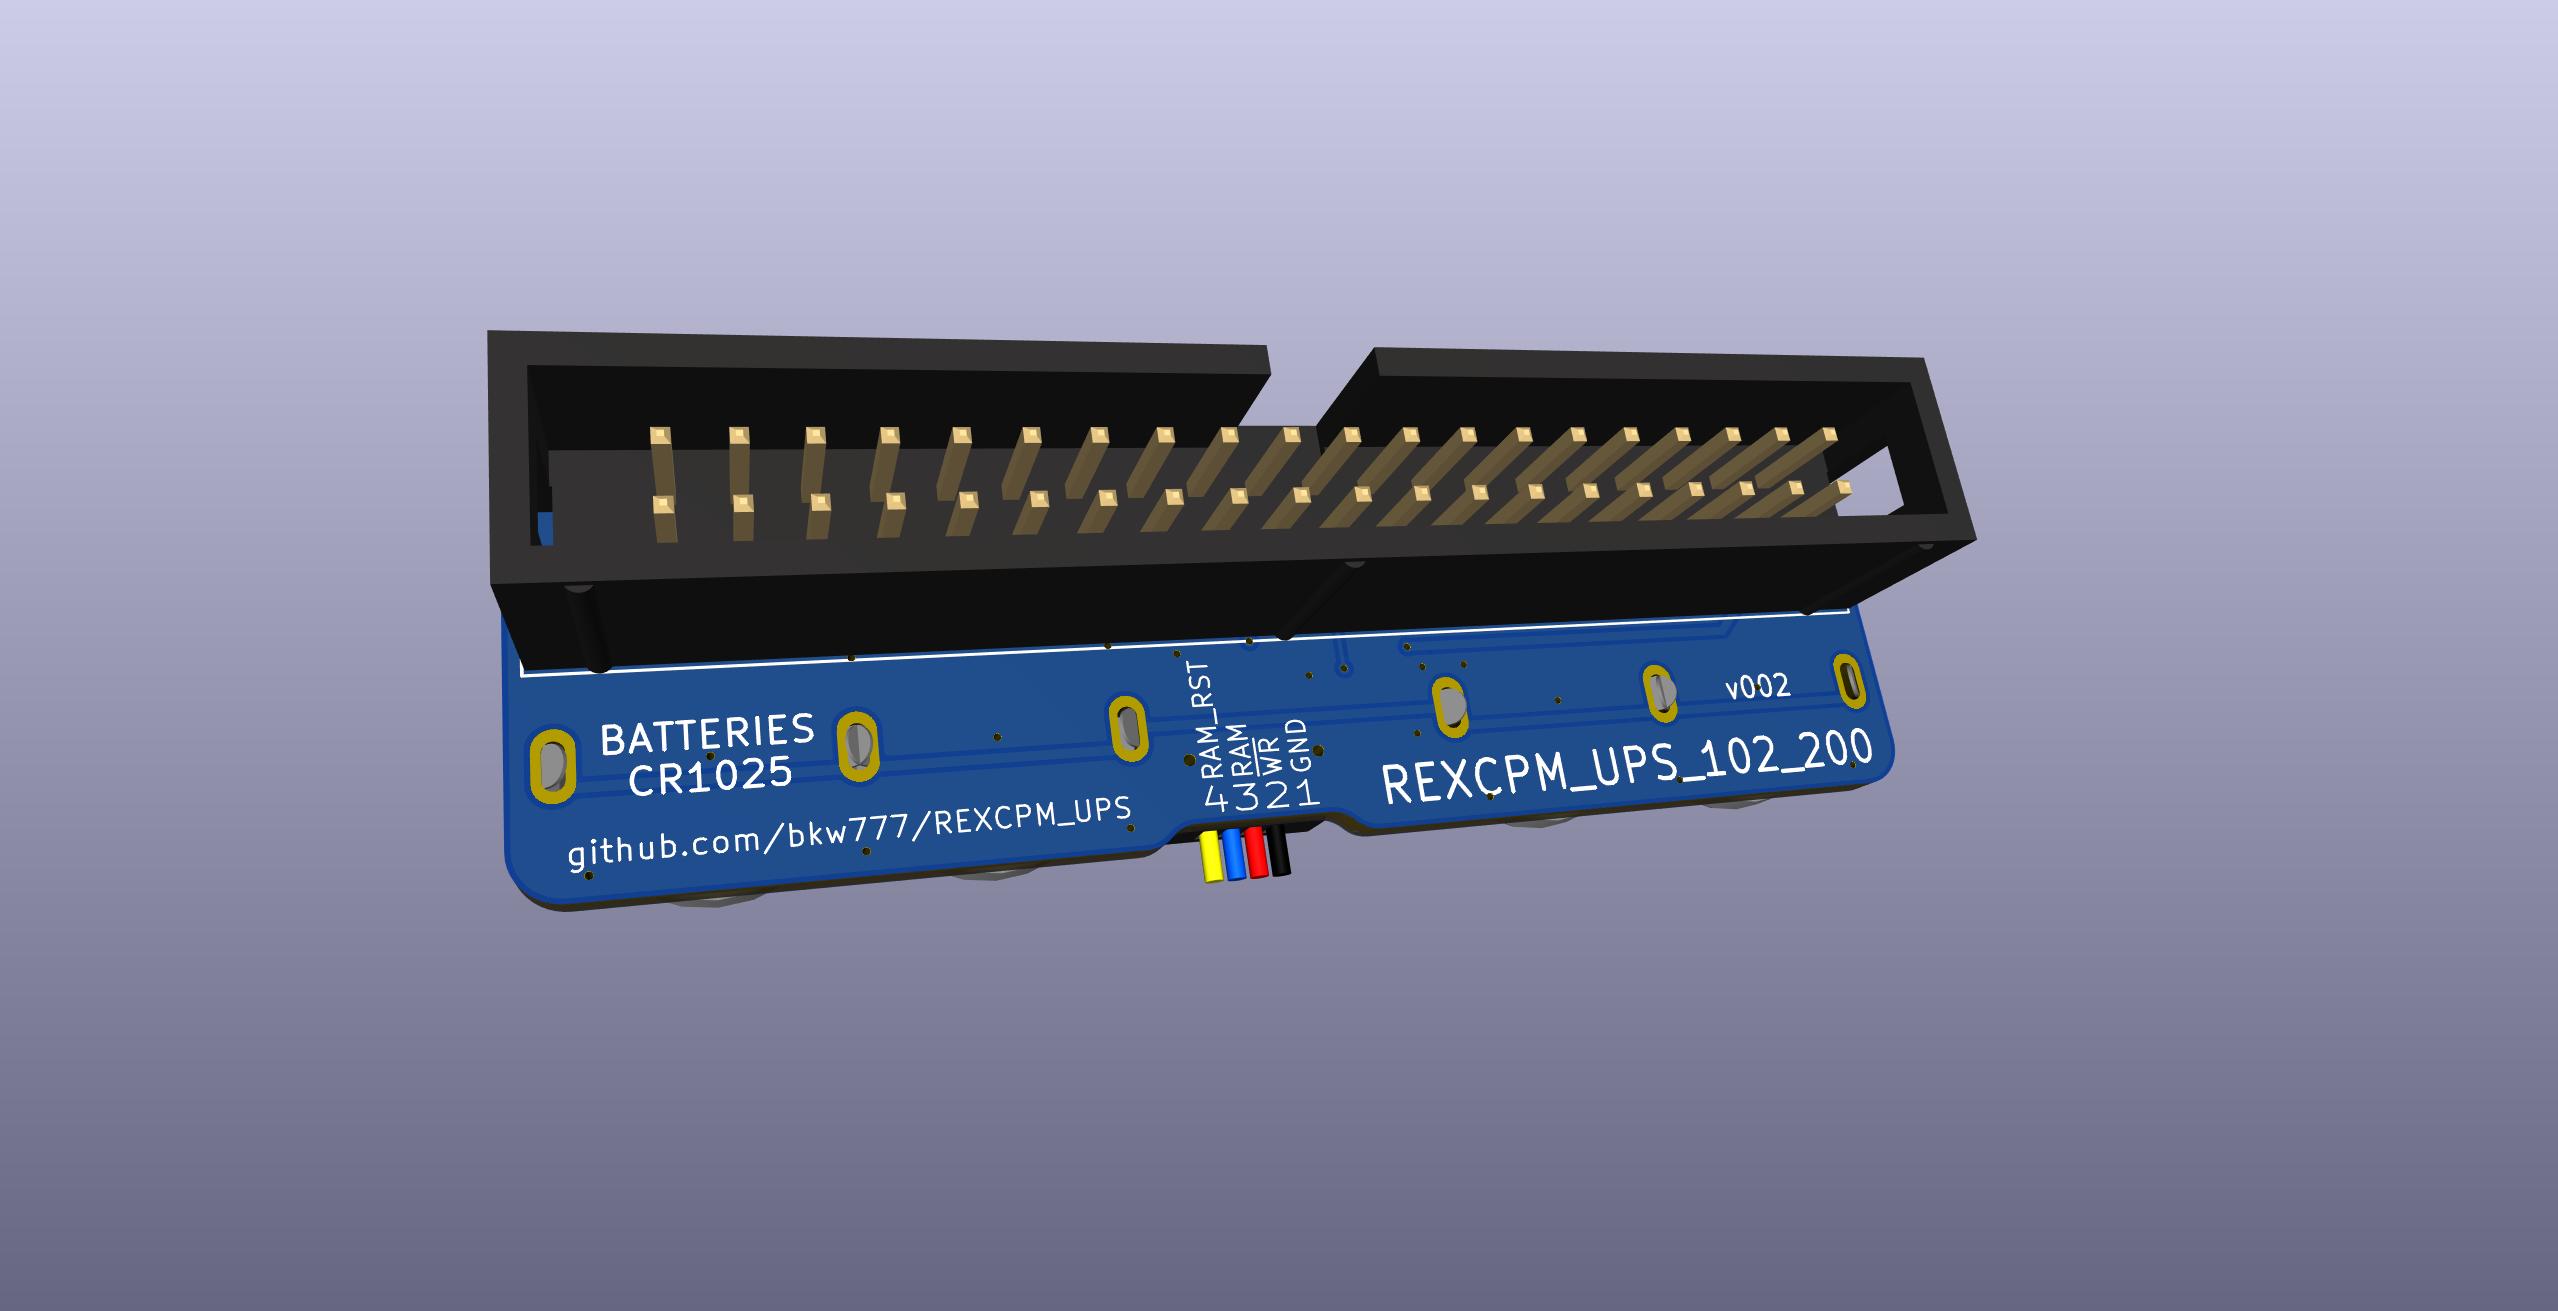 BATTERIES
CR1025
github.com/bkw777/REXCPM_UPS
RAM_RST
RAM
WR
GND
4321
v002
REXCPM_UPS_102_200